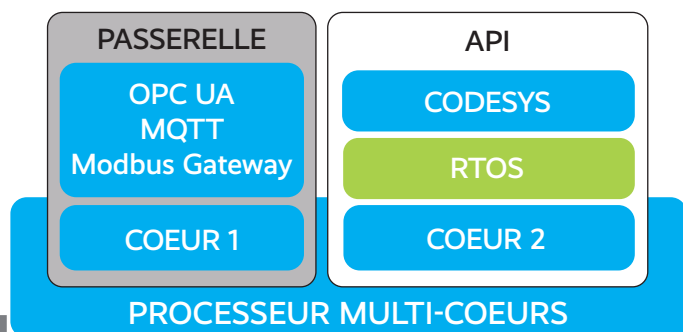 PASSERELLE
OPC UA
MQTT
Modbus Gateway
COEUR 1
API
CODESYS
RTOS
COEUR 2
PROCESSEUR MULTI-COEURS